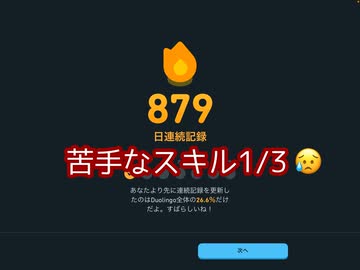 879
日連続記録
苦手なスキル1/3😥
あなたより先に連続記録を更新し
たのはDuolingo全体の26.6%だけ
だよ。すばらしいね！
次へ